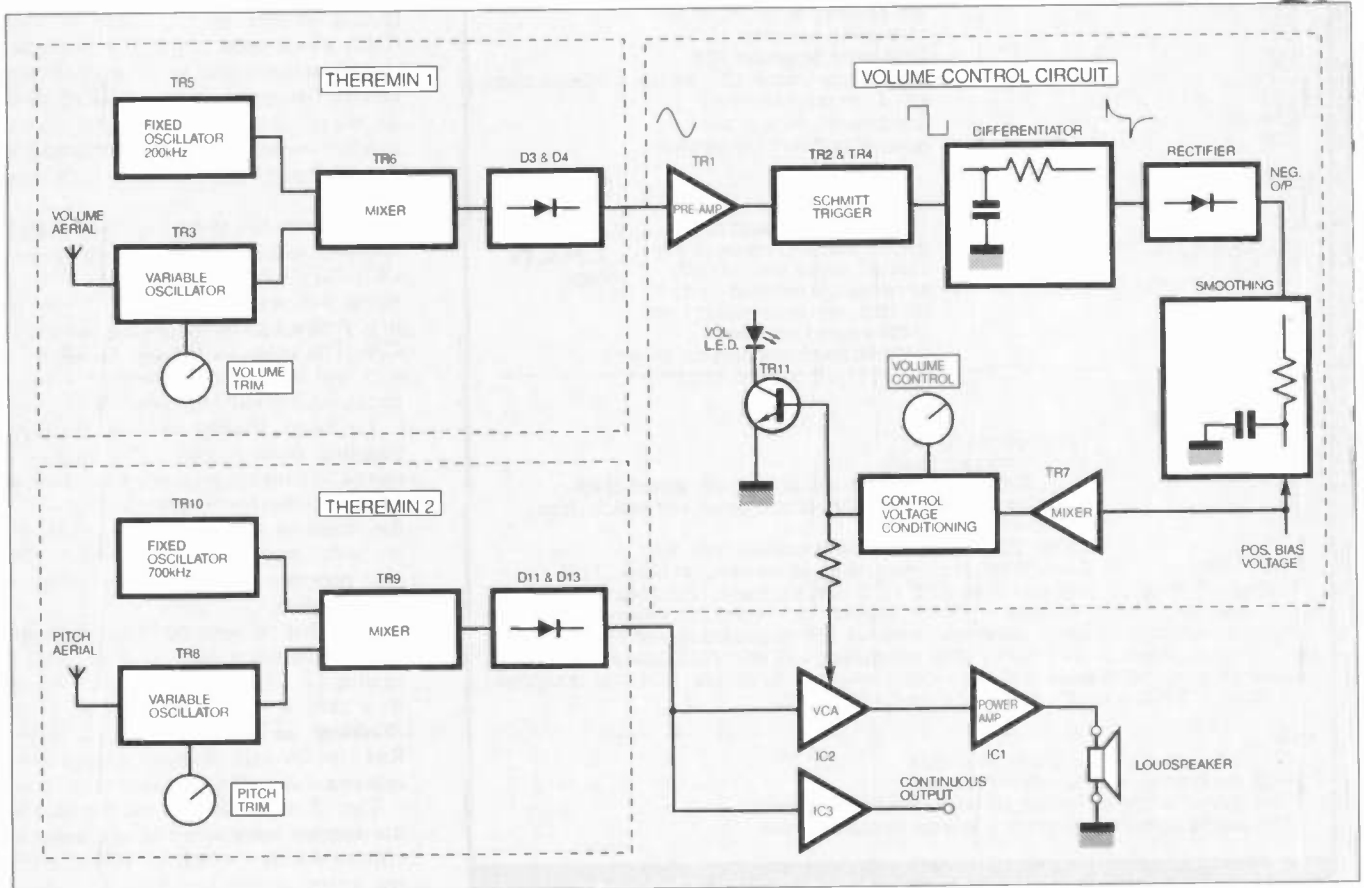 THEREMIN 1
TR5
FIXED
OSCILLATOR
200kHz
VOLUME
AERIAL
TR3
VARIABLE
OSCILLATOR
VOLUME
TRIM
TR6
MIXER
D3 & D4
VOLUME CONTROL CIRCUIT
TR1
PRE-AMP
TR2 & TR4
SCHMITT
TRIGGER
DIFFERENTIATOR
RECTIFIER
NEG.
O/P
SMOOTHING
VOL.
L.E.D.
TR11
VOLUME
CONTROL
CONTROL
VOLTAGE
CONDITIONING
TR7
MIXER
POS. BIAS
VOLTAGE
THEREMIN 2
TR10
FIXED
OSCILLATOR
700kHz
PITCH
AERIAL
TR8
VARIABLE
OSCILLATOR
PITCH
TRIM
TR9
MIXER
D11 & D13
VCA
IC2
POWER
AMP
IC1
LOUDSPEAKER
IC3
CONTINUOUS
OUTPUT